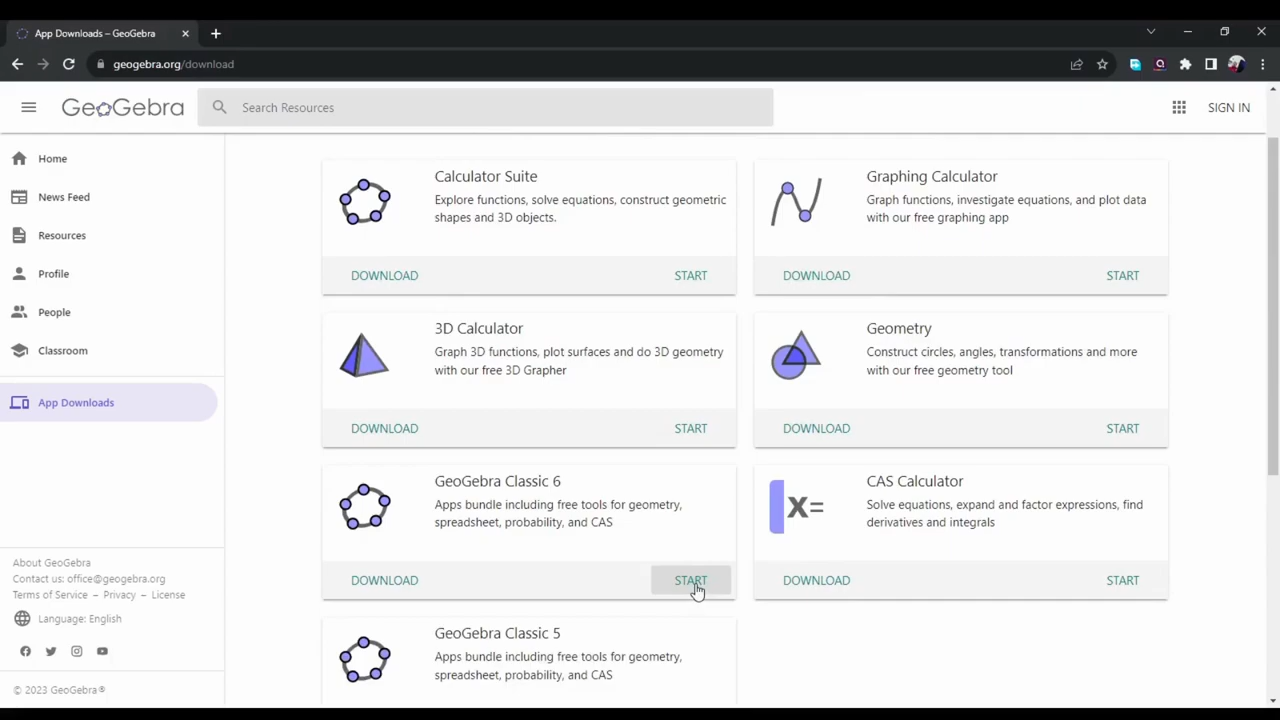 App Downloads – GeoGebra
geogebra.org/download
GeoGebra
Search Resources
SIGN IN
Home
News Feed
Resources
Profile
People
Classroom
App Downloads
About GeoGebra
Contact us: office@geogebra.org
Terms of Service – Privacy – License
Language: English
© 2023 GeoGebra®
Calculator Suite
Explore functions, solve equations, construct geometric
shapes and 3D objects.
DOWNLOAD START
Graphing Calculator
Graph functions, investigate equations, and plot data
with our free graphing app
DOWNLOAD START
3D Calculator
Graph 3D functions, plot surfaces and do 3D geometry
with our free 3D Grapher
DOWNLOAD START
Geometry
Construct circles, angles, transformations and more
with our free geometry tool
DOWNLOAD START
GeoGebra Classic 6
Apps bundle including free tools for geometry,
spreadsheet, probability, and CAS
DOWNLOAD START
X=
CAS Calculator
Solve equations, expand and factor expressions, find
derivatives and integrals
DOWNLOAD START
GeoGebra Classic 5
Apps bundle including free tools for geometry,
spreadsheet, probability, and CAS